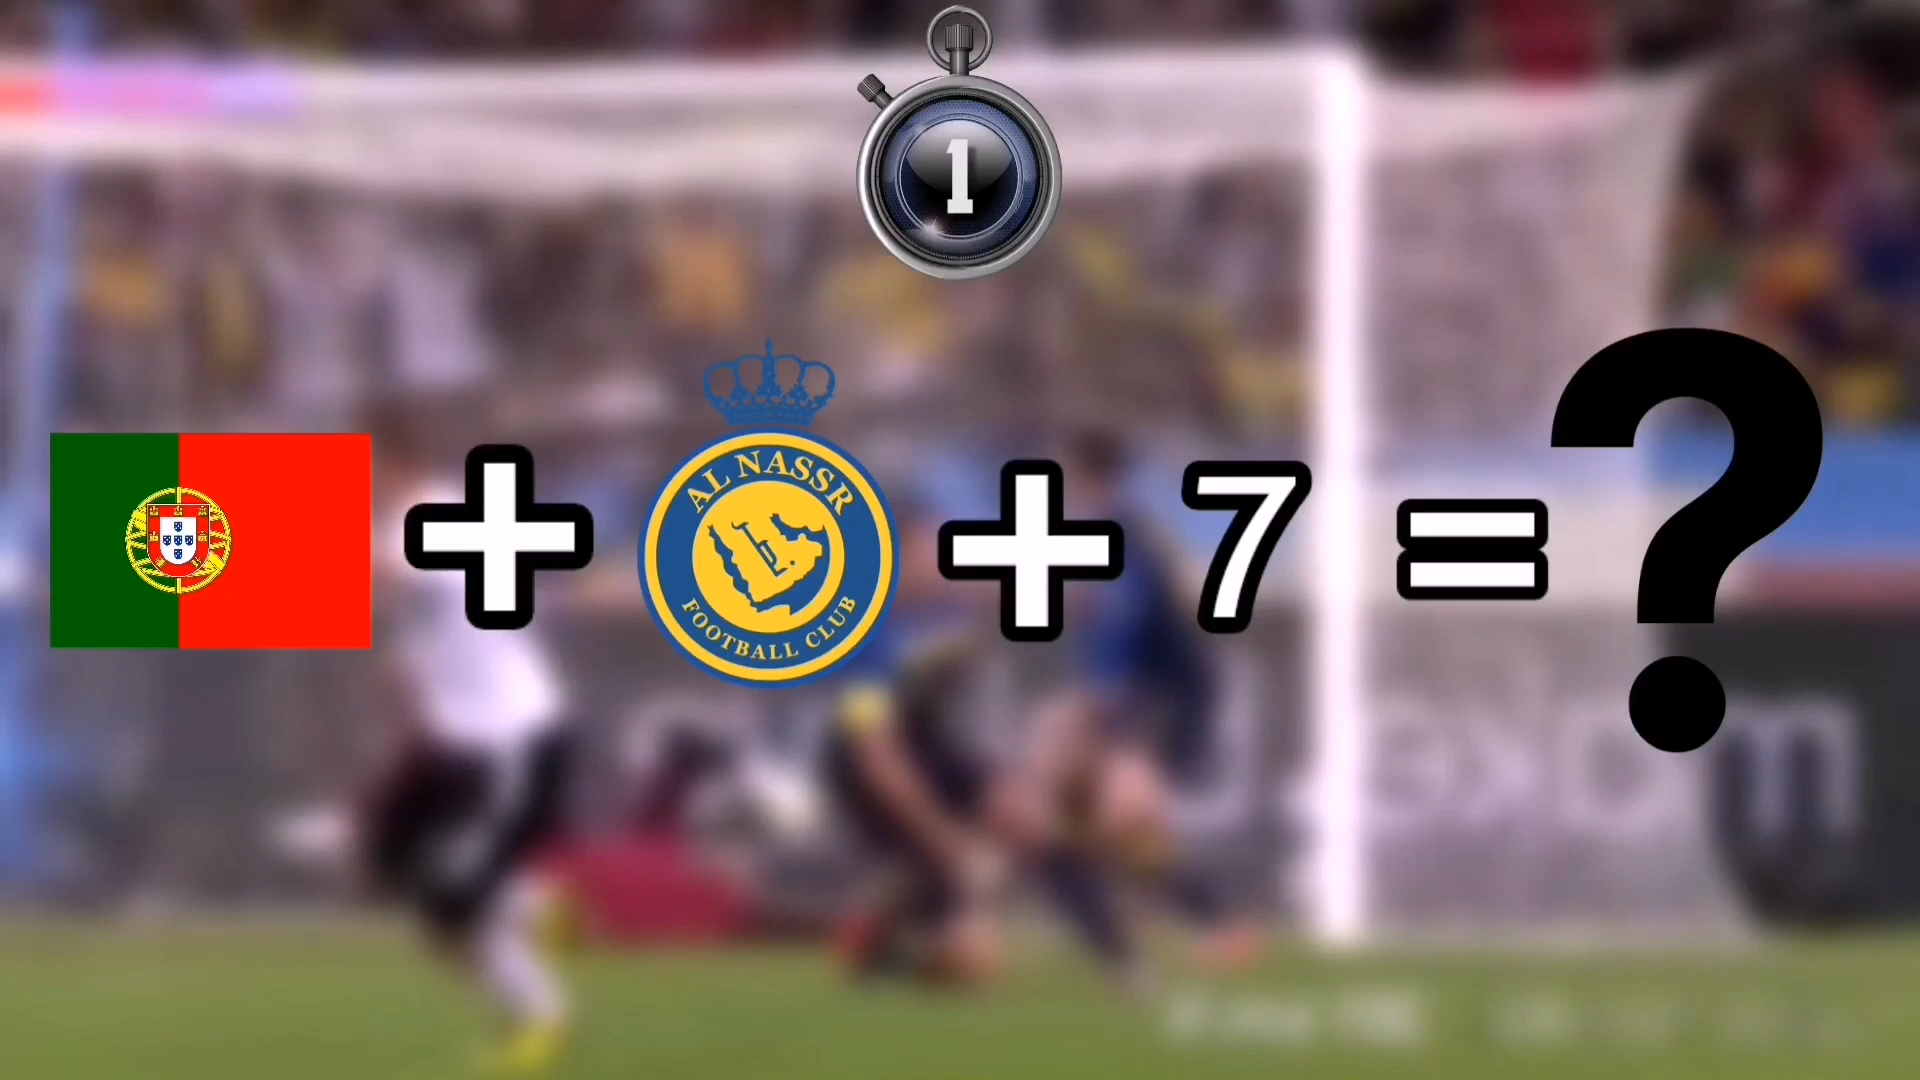 1
+ AL NASSR + 7 = ?
FOOTBALL CLUB